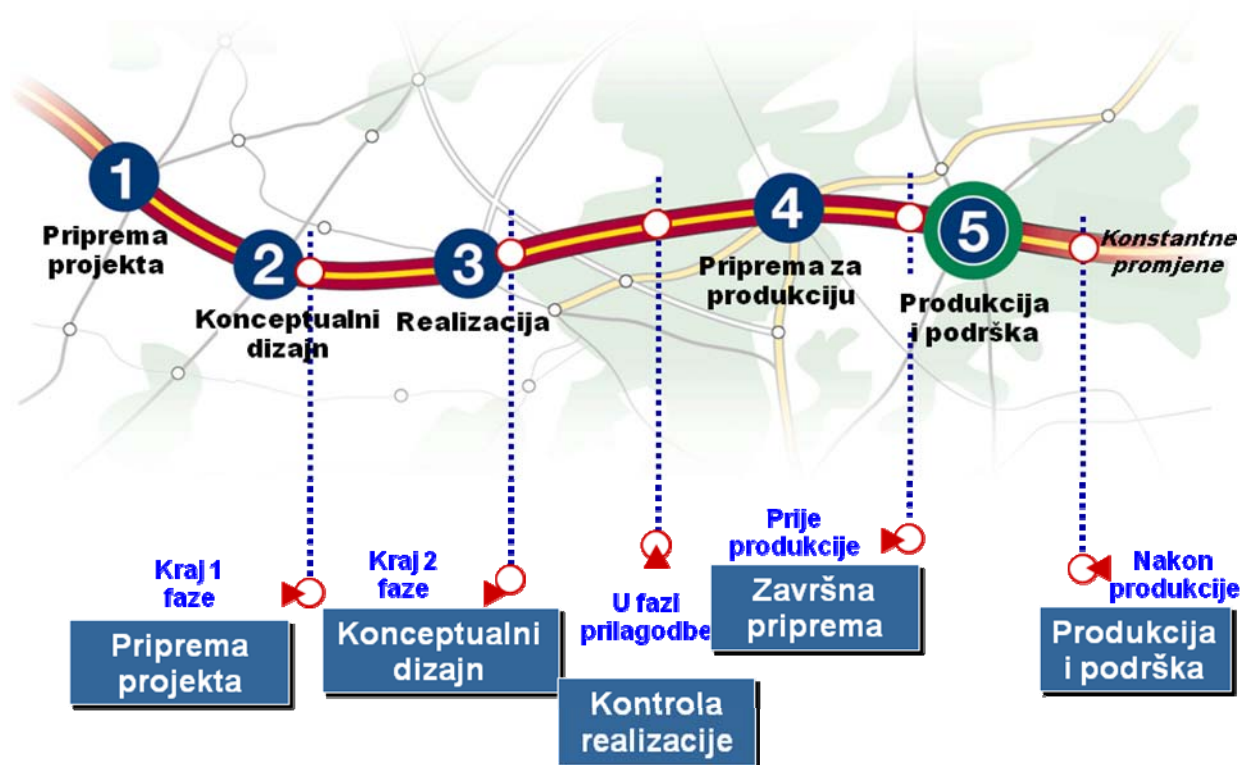 1
Priprema
projekta
2
Konceptualni
dizajn
3
Realizacija
4
Priprema za
produkciju
5
Produkcija
i podrška
Konstantne
promjene
Kraj 1
faze
Priprema
projekta
Kraj 2
faze
Konceptualni
dizajn
U fazi
prilagodbe
Kontrola
realizacije
Prije
produkcije
Završna
priprema
Nakon
produkcije
Produkcija
i podrška